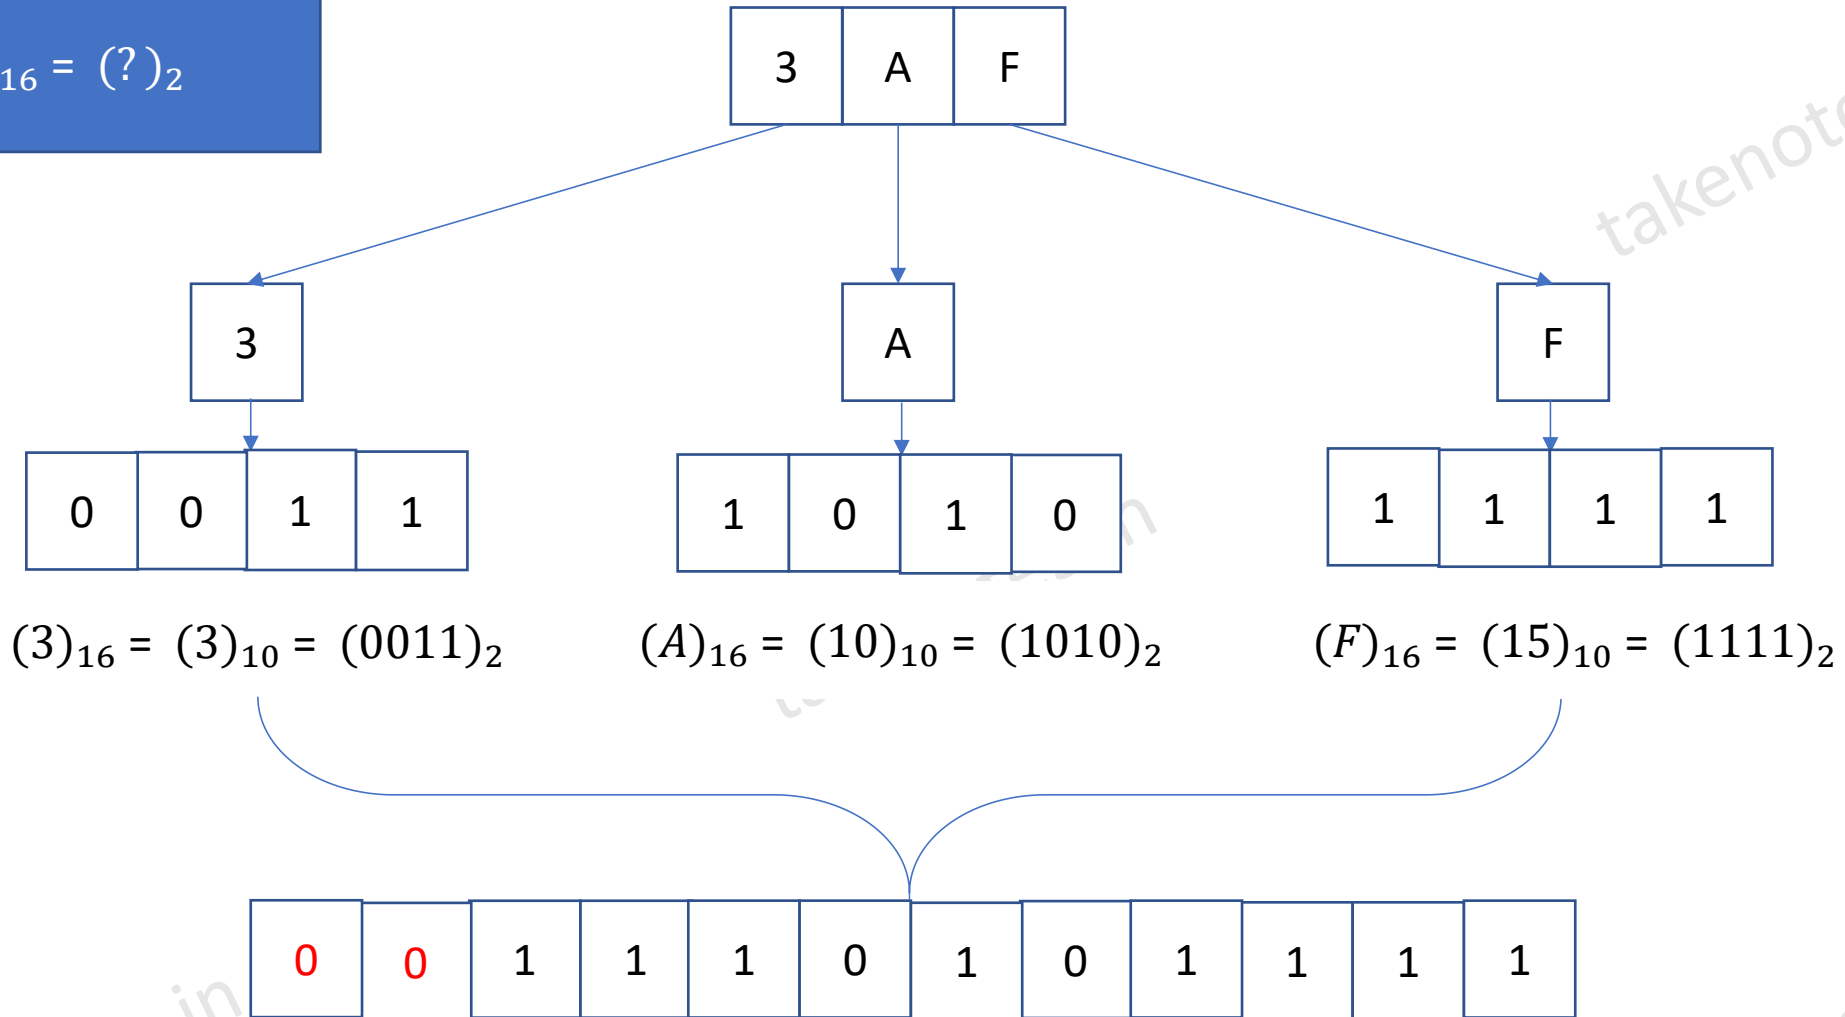 ₁₆ = (?)₂
3 A F
takenot
3 A F
0 0 1 1 1 0 1 0 1 1 1 1
(3)₁₆ = (3)₁₀ = (0011)₂ (A)₁₆ = (10)₁₀ = (1010)₂ (F)₁₆ = (15)₁₀ = (1111)₂
0 0 1 1 1 0 1 0 1 1 1 1
in